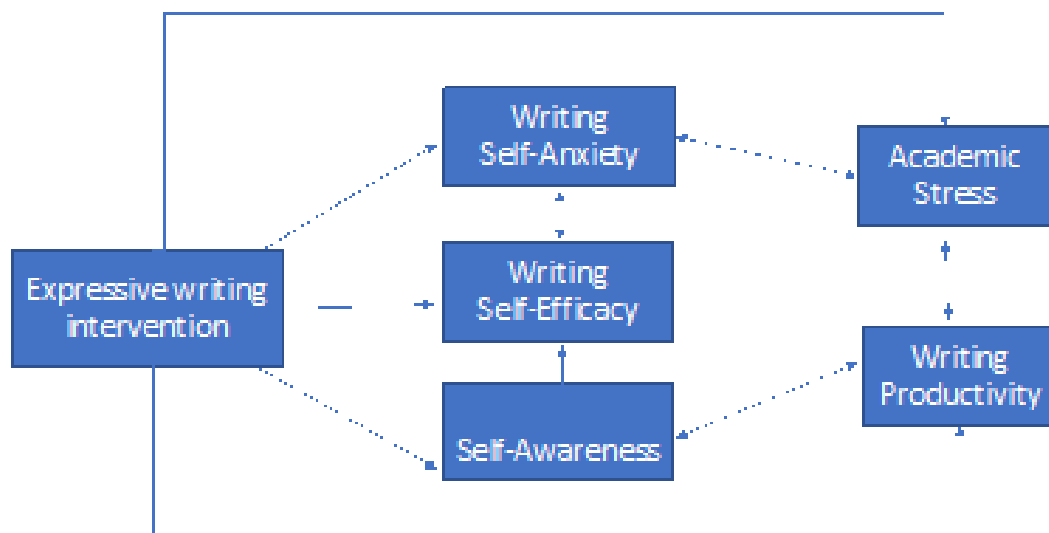 Writing
Self-Anxiety
Academic
Stress
Expressive writing
intervention
Writing
Self-Efficacy
Writing
Productivity
Self-Awareness